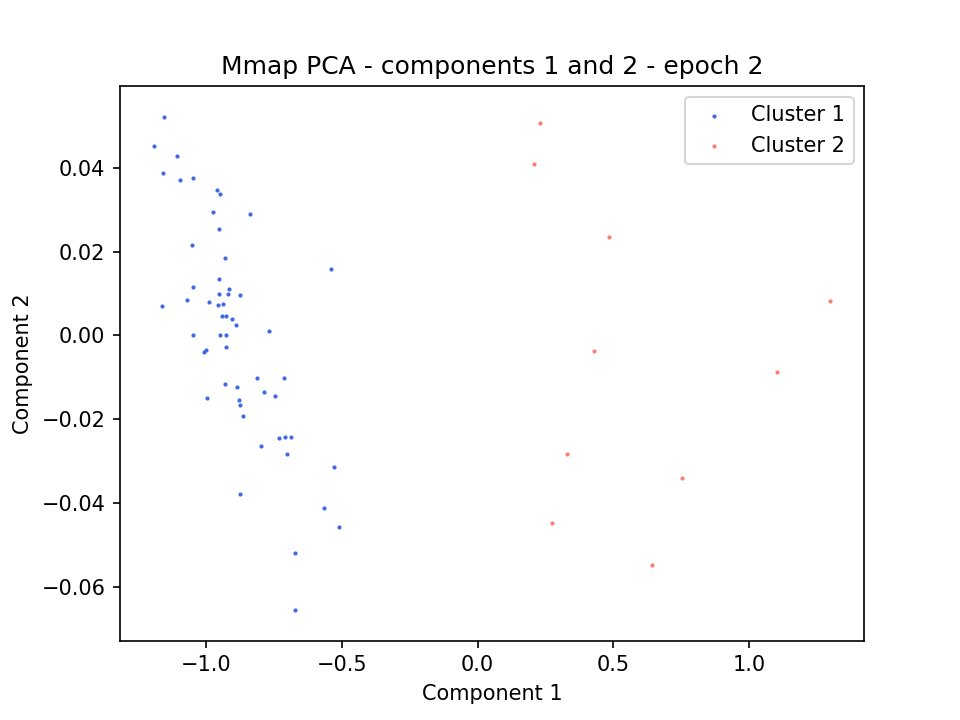 Mmap PCA - components 1 and 2 - epoch 2
Cluster 1
Cluster 2
0.04
0.02
0.00
−0.02
−0.04
−0.06
Component 2
−1.0
−0.5
0.0
0.5
1.0
Component 1